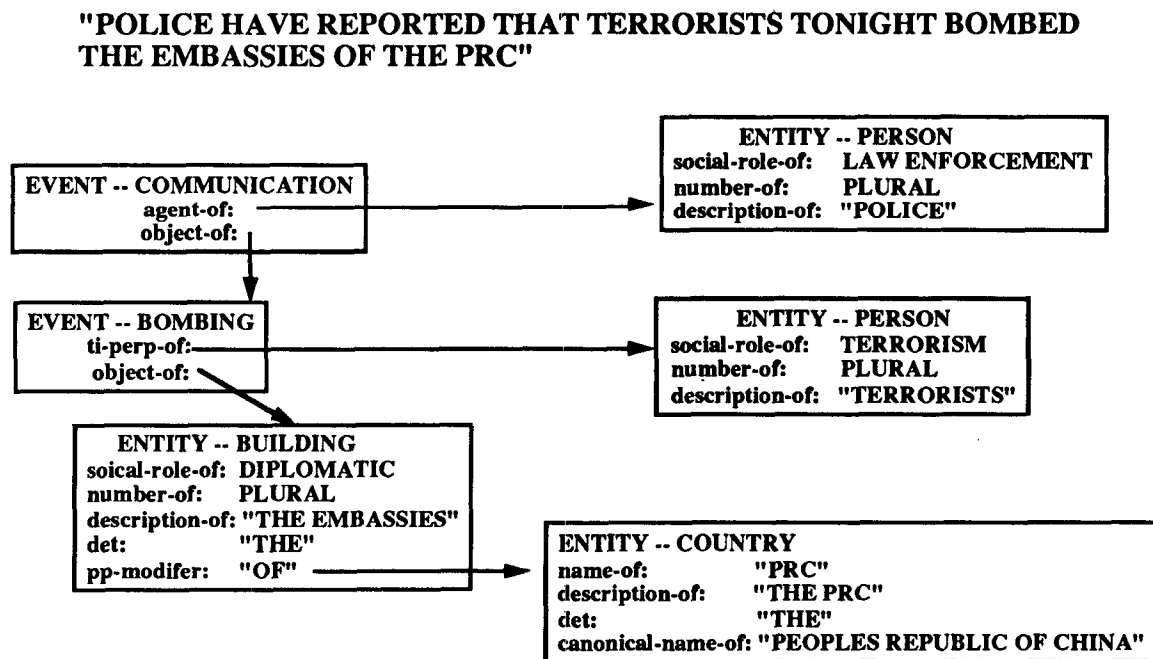 "POLICE HAVE REPORTED THAT TERRORISTS TONIGHT BOMBED
THE EMBASSIES OF THE PRC"
ENTITY -- PERSON
social-role-of: LAW ENFORCEMENT
number-of: PLURAL
description-of: "POLICE"
EVENT -- COMMUNICATION
agent-of:
object-of:
EVENT -- BOMBING
ti-perp-of:
object-of:
ENTITY -- PERSON
social-role-of: TERRORISM
number-of: PLURAL
description-of: "TERRORISTS"
ENTITY -- BUILDING
soical-role-of: DIPLOMATIC
number-of: PLURAL
description-of: "THE EMBASSIES"
det: "THE"
pp-modifer: "OF"
ENTITY -- COUNTRY
name-of: "PRC"
description-of: "THE PRC"
det: "THE"
canonical-name-of: "PEOPLES REPUBLIC OF CHINA"